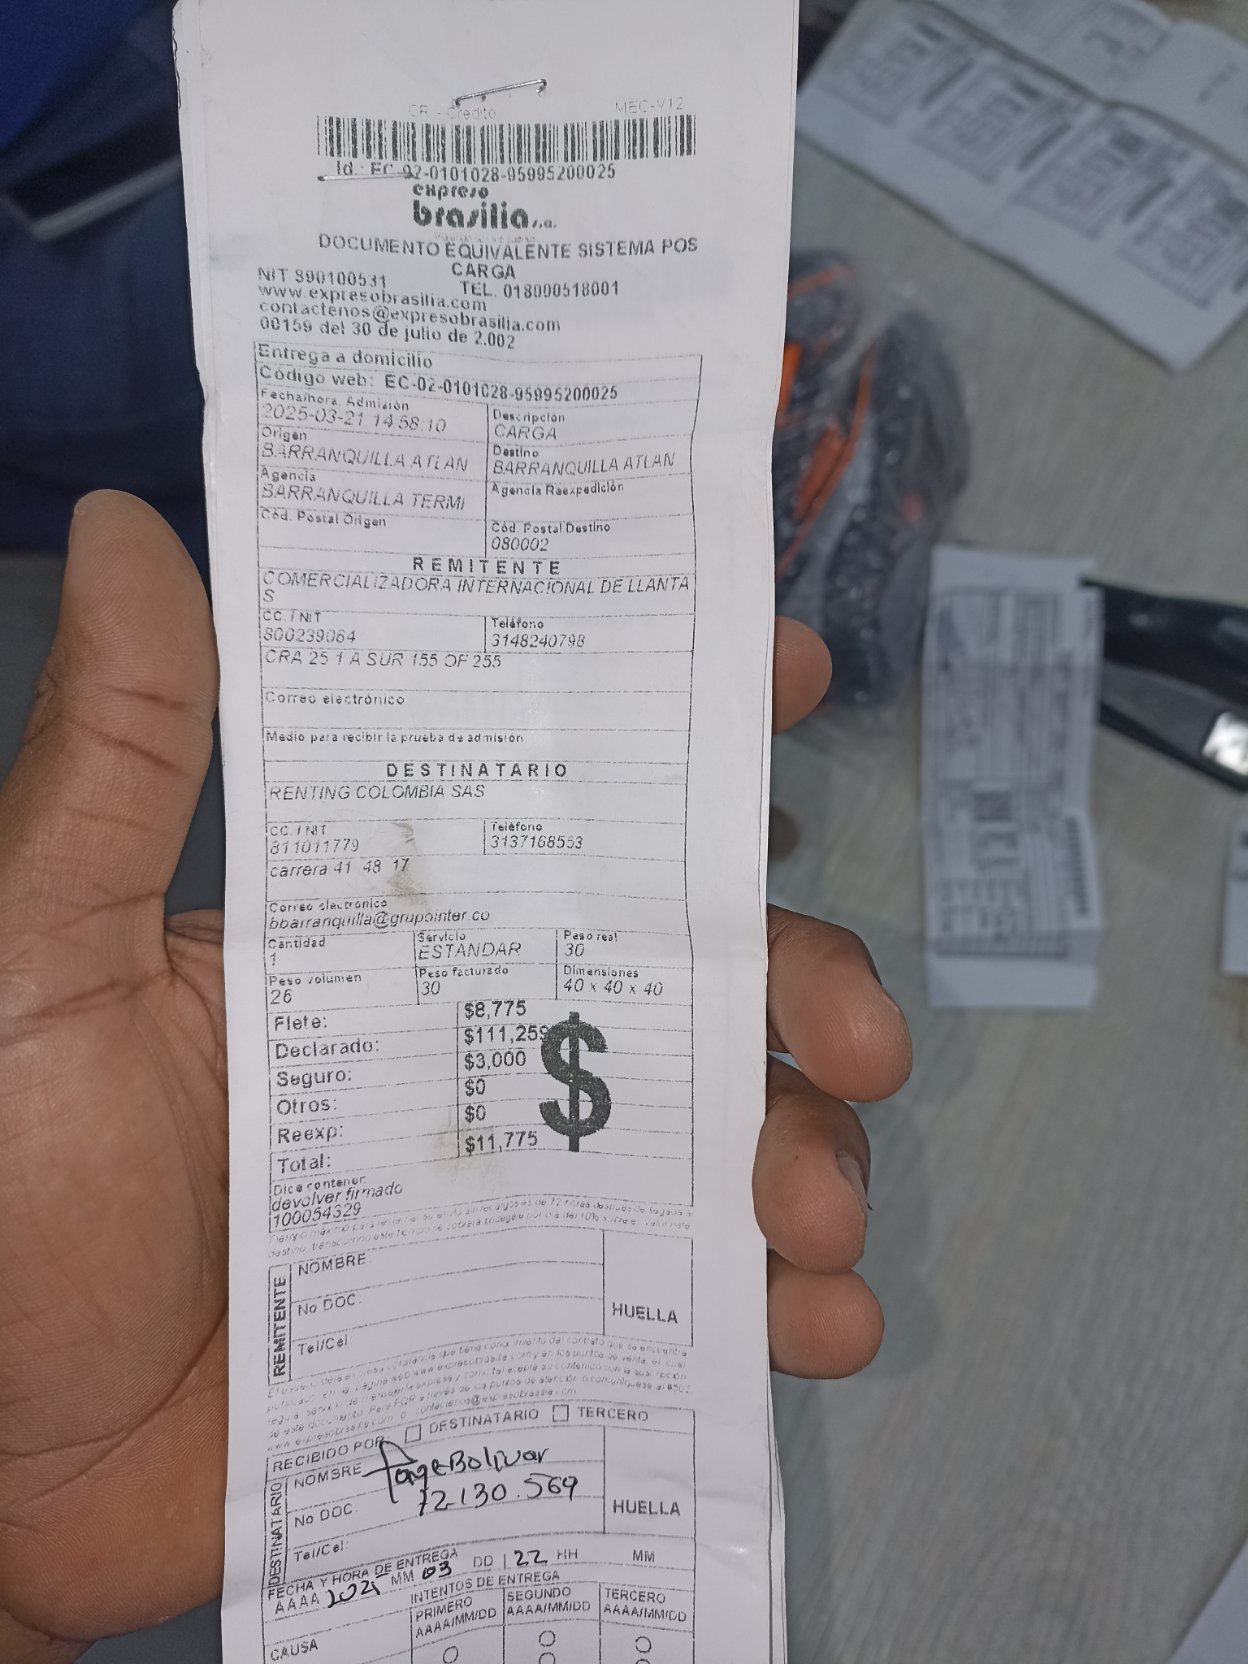 CR - Credito MEC-V12
Id.: EC-02-0101028-95995200025
expreso
brasilia s.a.
DOCUMENTO EQUIVALENTE SISTEMA POS
CARGA
NIT 890100531 TEL. 018000518001
www.expresobrasilia.com
contactenos@expresobrasilia.com
00159 del 30 de julio de 2.002
Entrega a domicilio
Código web: EC-02-0101028-95995200025
Fecha/hora. Admisión Descripción
2025-03-21 14:58:10 CARGA
Origen Destino
BARRANQUILLA ATLAN BARRANQUILLA ATLAN
Agencia Agencia Reexpedición
BARRANQUILLA TERMI
Cód. Postal Origen Cód. Postal Destino
080002
REMITENTE
COMERCIALIZADORA INTERNACIONAL DE LLANTA
S
CC. / NIT Teléfono
800239064 3148240798
CRA 25 1 A SUR 155 OF 255
Correo electrónico
Medio para recibir la prueba de admisión
DESTINATARIO
RENTING COLOMBIA SAS
CC. / NIT Teléfono
811011779 3137168553
carrera 41 48 17
Correo electrónico
bbarranquilla@grupointer.co
Cantidad Servicio Peso real
1 ESTANDAR 30
Peso volumen Peso facturado Dimensiones
26 30 40 x 40 x 40
Flete: $8,775
Declarado: $111,259
Seguro: $3,000
Otros: $0
Reexp: $0
Total: $11,775
$
Dice contener:
devolver firmado
100054329
REMITENTE
NOMBRE
No DOC.
Tel/Cel
HUELLA
www.expresobrasilia.com o contactenos@expresobrasilia.com
RECIBIDO POR DESTINATARIO TERCERO
DESTINATARIO
NOMBRE Bolivar
No DOC. 72.130.569
Tel/Cel:
HUELLA
FECHA Y HORA DE ENTREGA
AAAA 2025 MM 03 DD 22 HH MM
INTENTOS DE ENTREGA
PRIMERO SEGUNDO TERCERO
AAAA/MM/DD AAAA/MM/DD AAAA/MM/DD
CAUSA